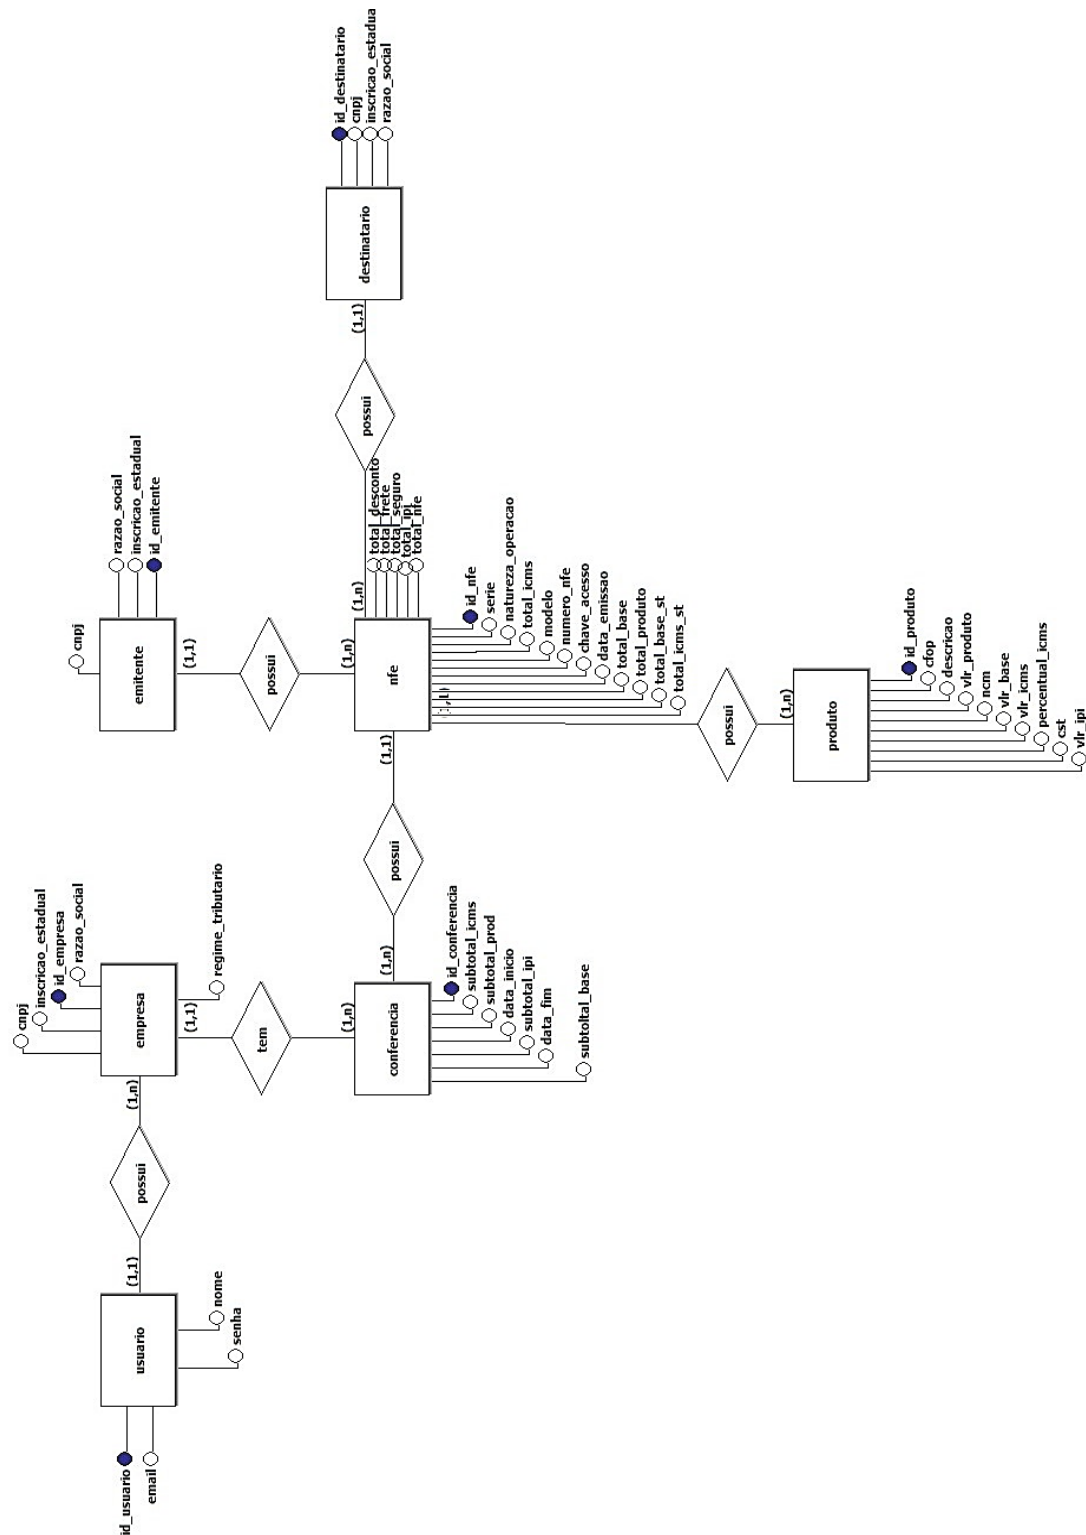 id_usuario
email
usuario
nome
senha
(1,1)
possui
(1,n)
cnpj
inscricao_estadual
id_empresa
razao_social
empresa
regime_tributario
(1,1)
tem
(1,n)
conferencia
id_conferencia
subtotal_icms
subtotal_prod
data_inicio
subtotal_ipi
data_fim
subtoltal_base
(1,n)
possui
(1,1)
cnpj
emitente
razao_social
inscricao_estadual
id_emitente
(1,1)
possui
(1,n)
nfe
total_desconto
total_frete
total_seguro
total_ipi
total_nfe
id_nfe
serie
natureza_operacao
total_icms
modelo
numero_nfe
chave_acesso
data_emissao
total_base
total_produto
total_base_st
total_icms_st
(1,1)
possui
(1,n)
produto
id_produto
cfop
descricao
vlr_produto
ncm
vlr_base
vlr_icms
percentual_icms
cst
vlr_ipi
(1,n)
possui
(1,1)
destinatario
id_destinatario
cnpj
inscricao_estadua
razao_social